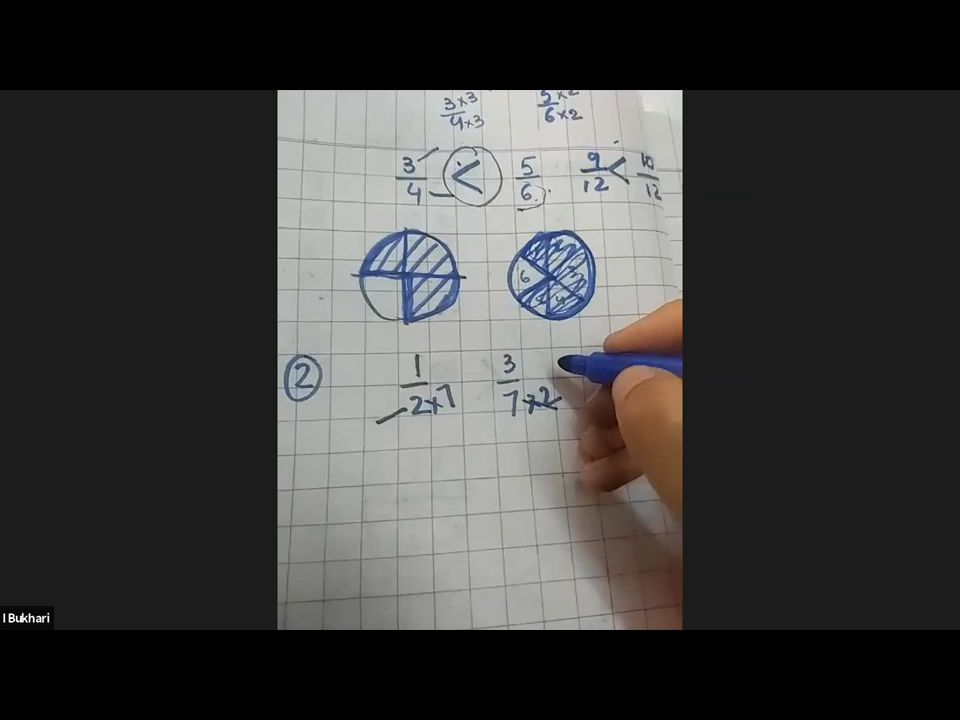 3×3 5×2
4×3 6×2
3 < 5 9 < 10
4 6 12 12
6
2 1 3
2×7 7×2
I Bukhari